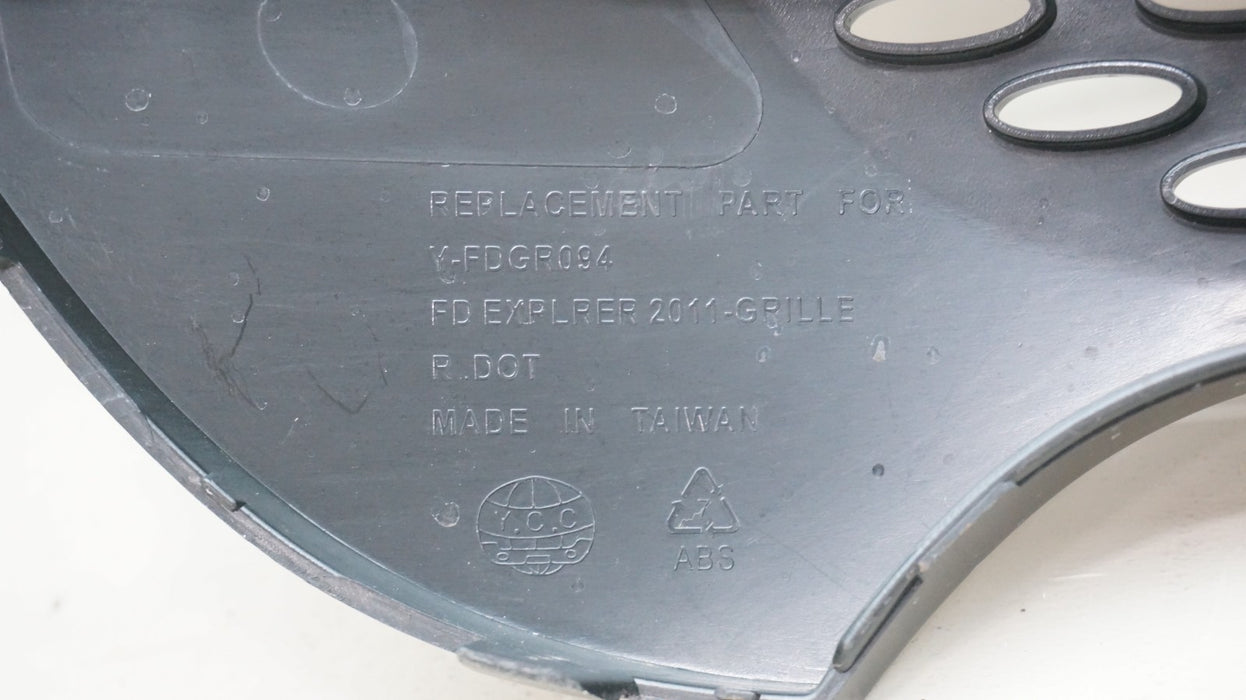 REPLACEMENT PART FOR:
Y-FDGR094
FD EXPLRER 2011-GRILLE
R..DOT
MADE IN TAIWAN
Y.C.C
ABS